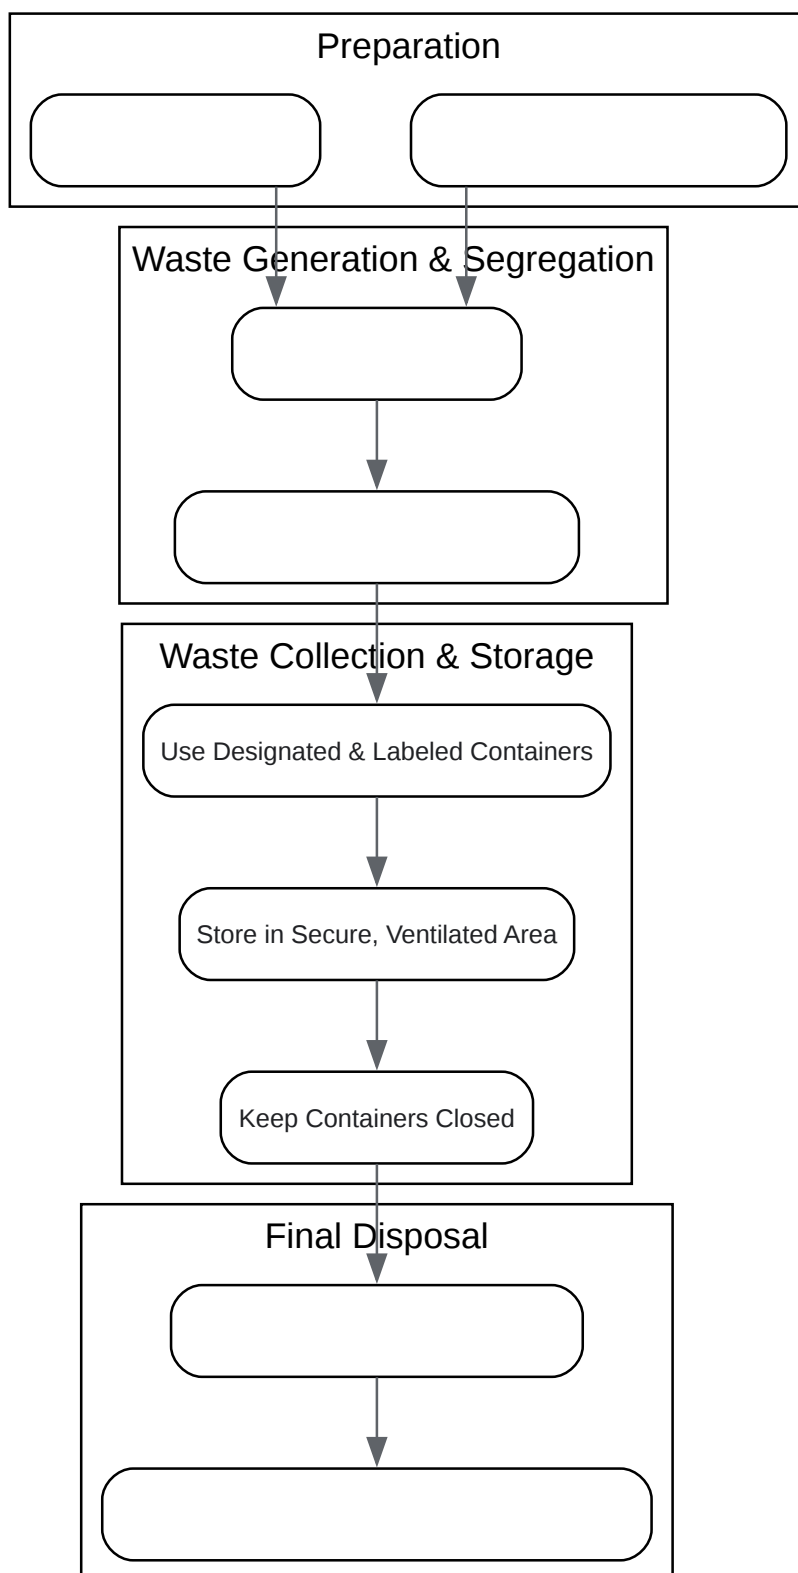 Preparation
Waste Generation & Segregation
Waste Collection & Storage
Use Designated & Labeled Containers
Store in Secure, Ventilated Area
Keep Containers Closed
Final Disposal